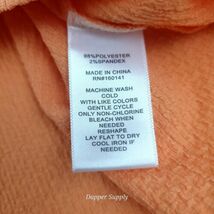 98%POLYESTER
2%SPANDEX
MADE IN CHINA
RN#160141
MACHINE WASH
COLD
WITH LIKE COLORS
GENTLE CYCLE
ONLY NON-CHLORINE
BLEACH WHEN
NEEDED
RESHAPE
LAY FLAT TO DRY
COOL IRON IF
NEEDED
Dapper Supply